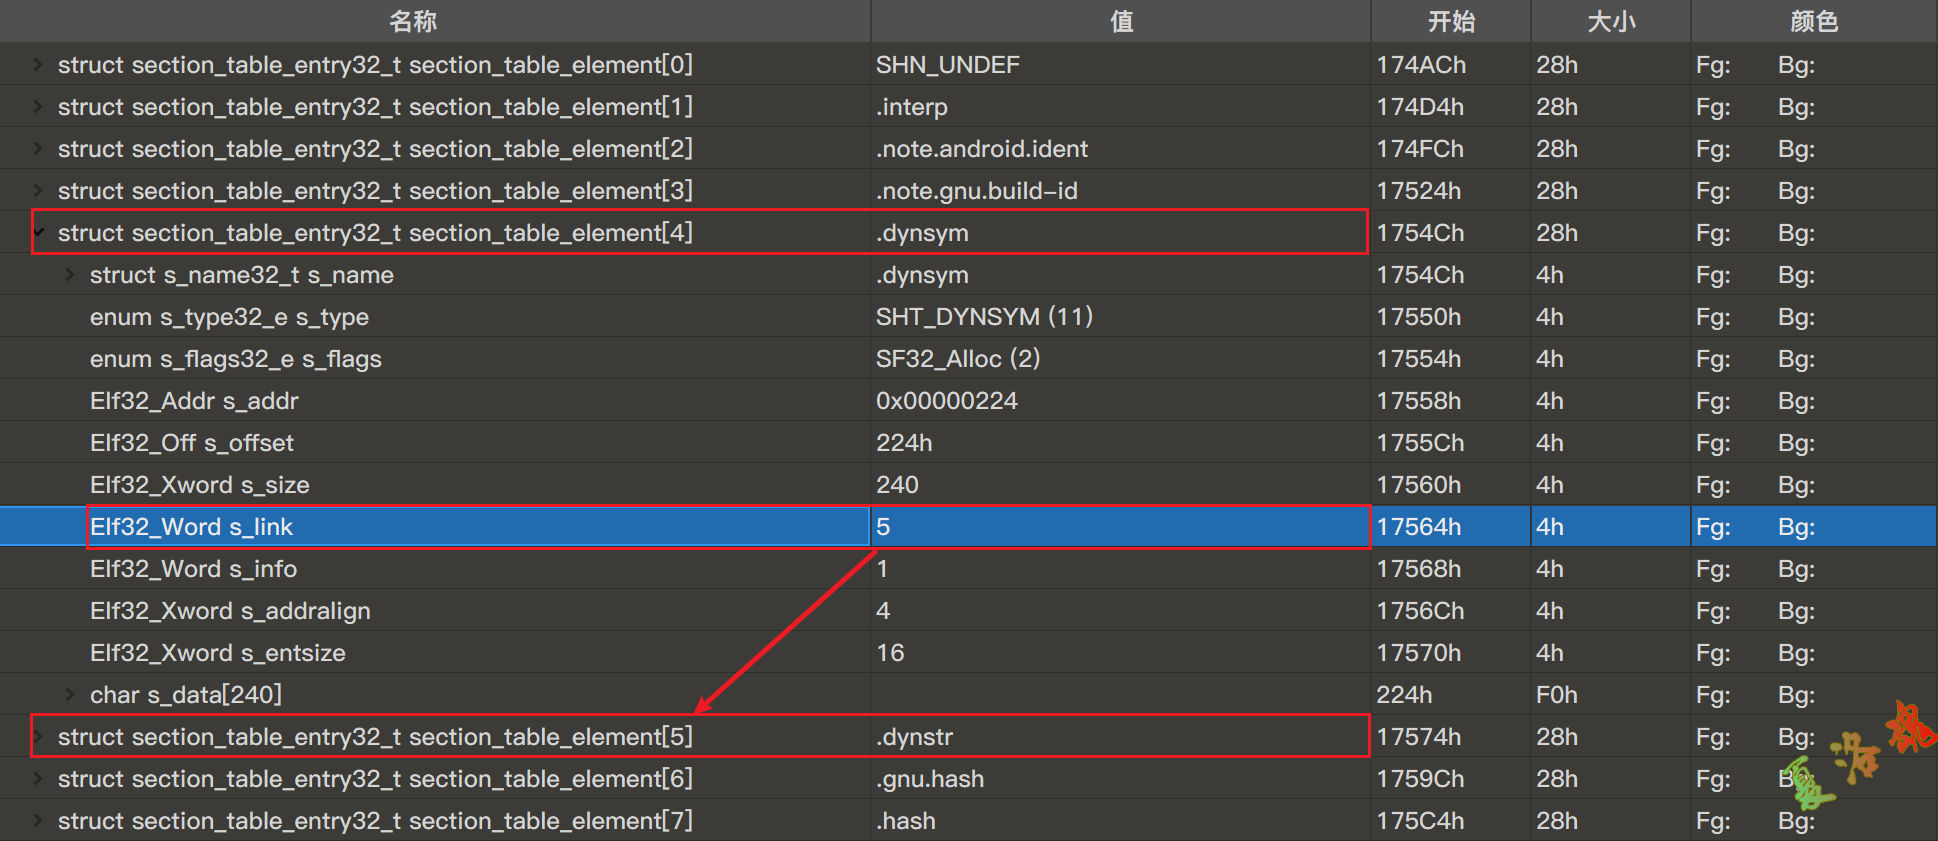 名称 值 开始 大小 颜色
struct section_table_entry32_t section_table_element[0] SHN_UNDEF 174ACh 28h Fg: Bg:
struct section_table_entry32_t section_table_element[1] .interp 174D4h 28h Fg: Bg:
struct section_table_entry32_t section_table_element[2] .note.android.ident 174FCh 28h Fg: Bg:
struct section_table_entry32_t section_table_element[3] .note.gnu.build-id 17524h 28h Fg: Bg:
struct section_table_entry32_t section_table_element[4] .dynsym 1754Ch 28h Fg: Bg:
struct s_name32_t s_name .dynsym 1754Ch 4h Fg: Bg:
enum s_type32_e s_type SHT_DYNSYM (11) 17550h 4h Fg: Bg:
enum s_flags32_e s_flags SF32_Alloc (2) 17554h 4h Fg: Bg:
Elf32_Addr s_addr 0x00000224 17558h 4h Fg: Bg:
Elf32_Off s_offset 224h 1755Ch 4h Fg: Bg:
Elf32_Xword s_size 240 17560h 4h Fg: Bg:
Elf32_Word s_link 5 17564h 4h Fg: Bg:
Elf32_Word s_info 1 17568h 4h Fg: Bg:
Elf32_Xword s_addralign 4 1756Ch 4h Fg: Bg:
Elf32_Xword s_entsize 16 17570h 4h Fg: Bg:
char s_data[240] 224h F0h Fg: Bg:
struct section_table_entry32_t section_table_element[5] .dynstr 17574h 28h Fg: Bg:
struct section_table_entry32_t section_table_element[6] .gnu.hash 1759Ch 28h Fg: Bg:
struct section_table_entry32_t section_table_element[7] .hash 175C4h 28h Fg: Bg:
夏洛魂